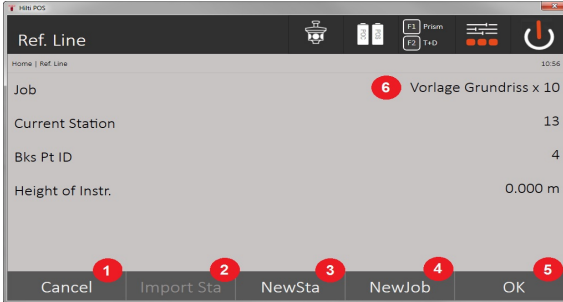 Hilti POS
Ref. Line
POC
POS
F1 Prism
F2 T+D
Home | Ref. Line 10:56
Job 6 Vorlage Grundriss x 10
Current Station 13
Bks Pt ID 4
Height of Instr. 0.000 m
1 2 3 4 5
Cancel Import Sta NewSta NewJob OK